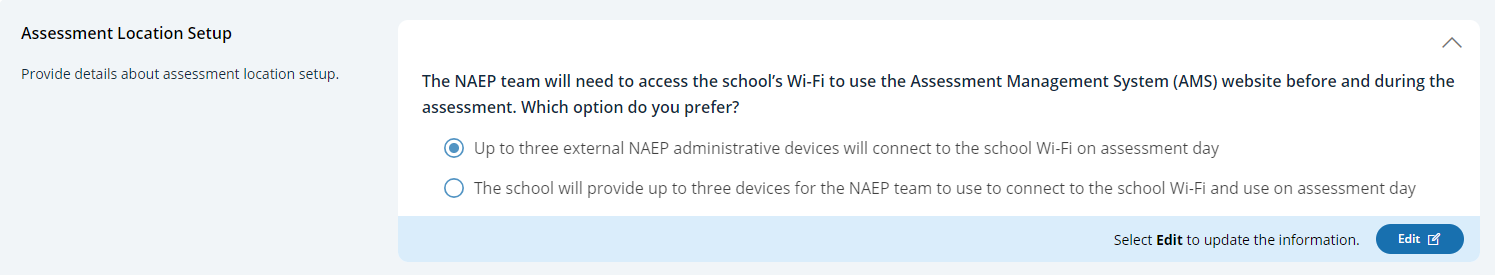 Assessment Location Setup
Provide details about assessment location setup.
The NAEP team will need to access the school’s Wi-Fi to use the Assessment Management System (AMS) website before and during the
assessment. Which option do you prefer?
Up to three external NAEP administrative devices will connect to the school Wi-Fi on assessment day
The school will provide up to three devices for the NAEP team to use to connect to the school Wi-Fi and use on assessment day
Select Edit to update the information.
Edit